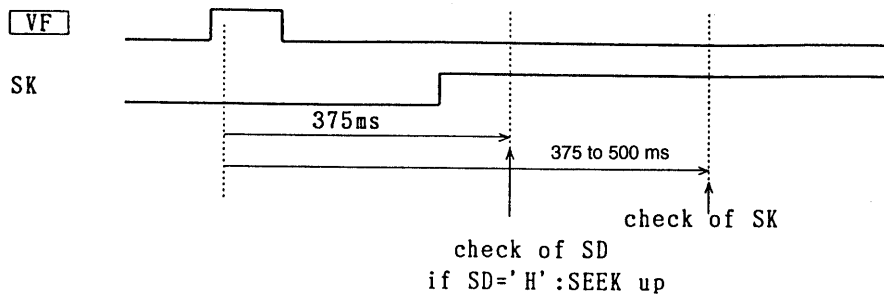 VF
SK
375ms
375 to 500 ms
check of SK
check of SD
if SD='H':SEEK up